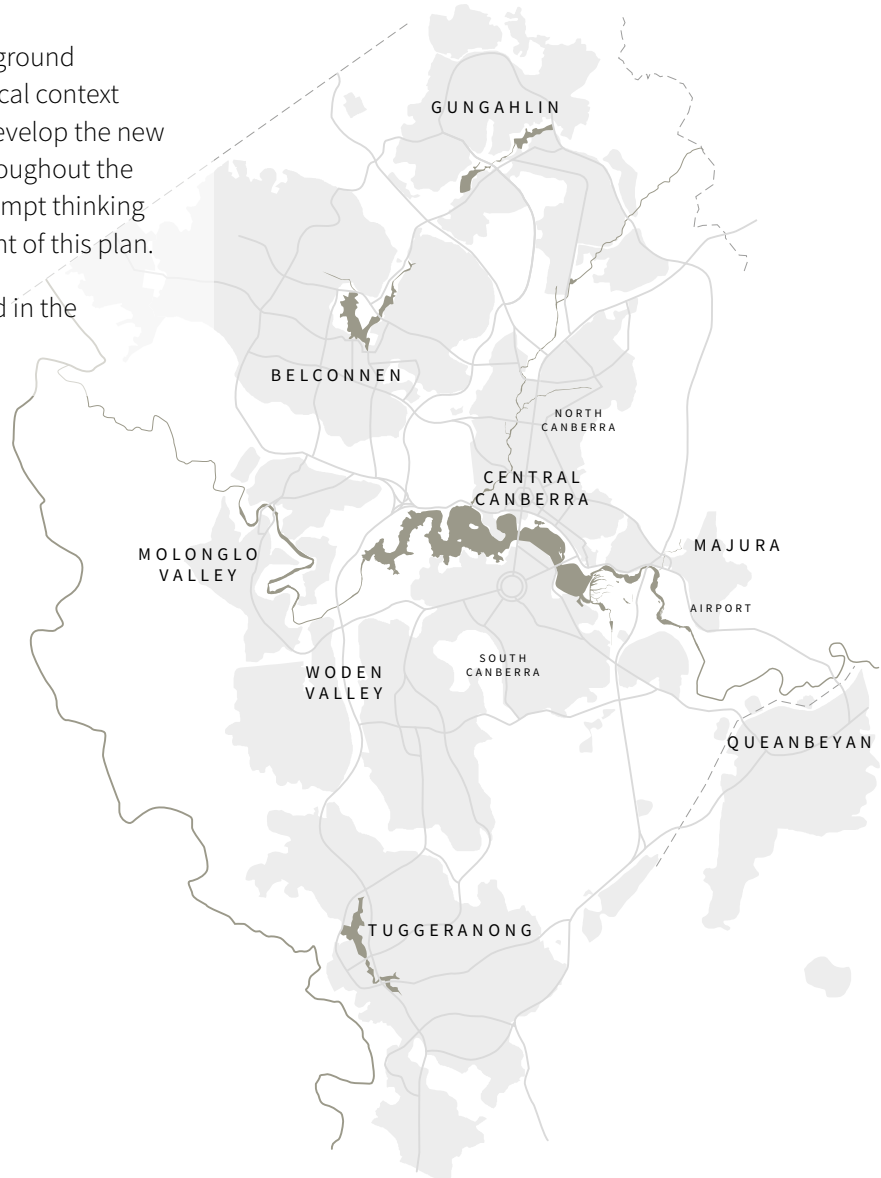 ground
cal context
evelop the new
oughout the
mpt thinking
nt of this plan.
d in the
GUNGAHLIN
BELCONNEN
NORTH
CANBERRA
CENTRAL
CANBERRA
MOLONGLO
VALLEY
MAJURA
AIRPORT
WODEN
VALLEY
SOUTH
CANBERRA
QUEANBEYAN
TUGGERANONG